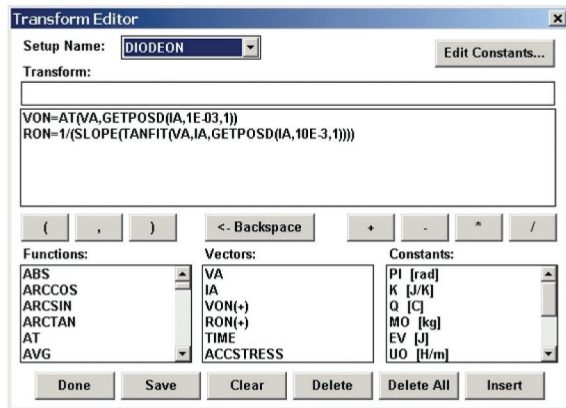 Transform Editor
Setup Name: DIODEON
Edit Constants...
Transform:
VON=AT(VA,GETPOSD(IA,1E-03,1))
RON=1/(SLOPE(TANFIT(VA,IA,GETPOSD(IA,10E-3,1))))
( , ) <- Backspace + - * /
Functions: Vectors: Constants:
ABS VA PI [rad]
ARCCOS IA K [J/K]
ARCSIN VON(+) Q [C]
ARCTAN RON(+) MO [kg]
AT TIME EV [J]
AVG ACCSTRESS UO [H/m]
Done Save Clear Delete Delete All Insert